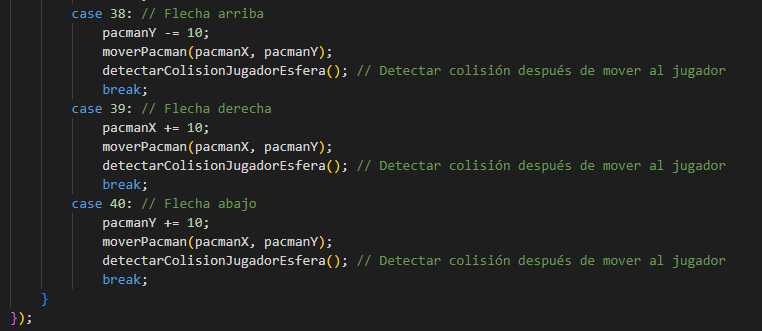 case 38: // Flecha arriba
pacmanY -= 10;
moverPacman(pacmanX, pacmanY);
detectarColisionJugadorEsfera(); // Detectar colisión después de mover al jugador
break;
case 39: // Flecha derecha
pacmanX += 10;
moverPacman(pacmanX, pacmanY);
detectarColisionJugadorEsfera(); // Detectar colisión después de mover al jugador
break;
case 40: // Flecha abajo
pacmanY += 10;
moverPacman(pacmanX, pacmanY);
detectarColisionJugadorEsfera(); // Detectar colisión después de mover al jugador
break;
}
});